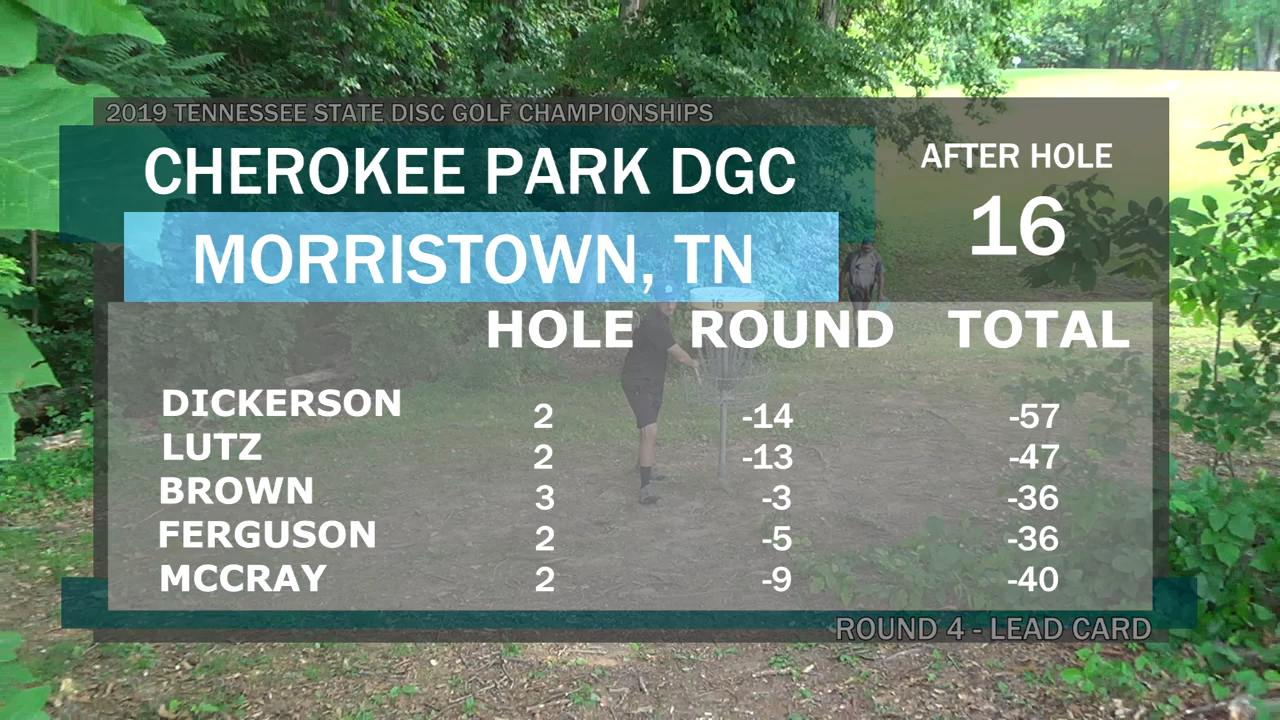 2019 TENNESSEE STATE DISC GOLF CHAMPIONSHIPS
CHEROKEE PARK DGC
MORRISTOWN, TN
AFTER HOLE
16
16
HOLE ROUND TOTAL
DICKERSON 2 -14 -57
LUTZ 2 -13 -47
BROWN 3 -3 -36
FERGUSON 2 -5 -36
MCCRAY 2 -9 -40
ROUND 4 - LEAD CARD